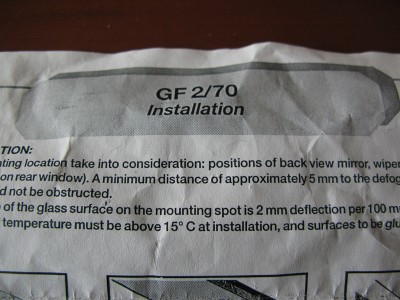 GF 2/70
Installation
TION:
ting location take into consideration: positions of back view mirror, wiper
on rear window). A minimum distance of approximately 5 mm to the defog
d not be obstructed.
of the glass surface on the mounting spot is 2 mm deflection per 100 m
temperature must be above 15° C at installation, and surfaces to be glu